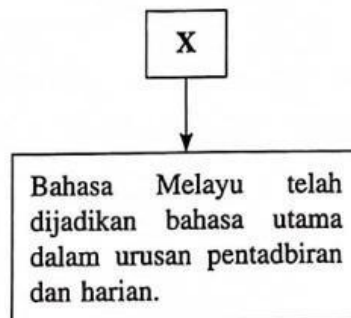 X
Bahasa Melayu telah
dijadikan bahasa utama
dalam urusan pentadbiran
dan harian.